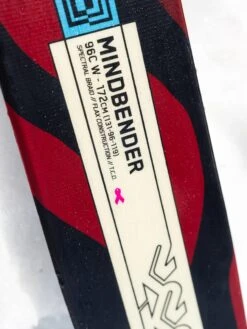 MINDBENDER
96C W - 172CM (131-96-119)
SPECTRAL BRAID // FLAX CONSTRUCTION // T.C.D.